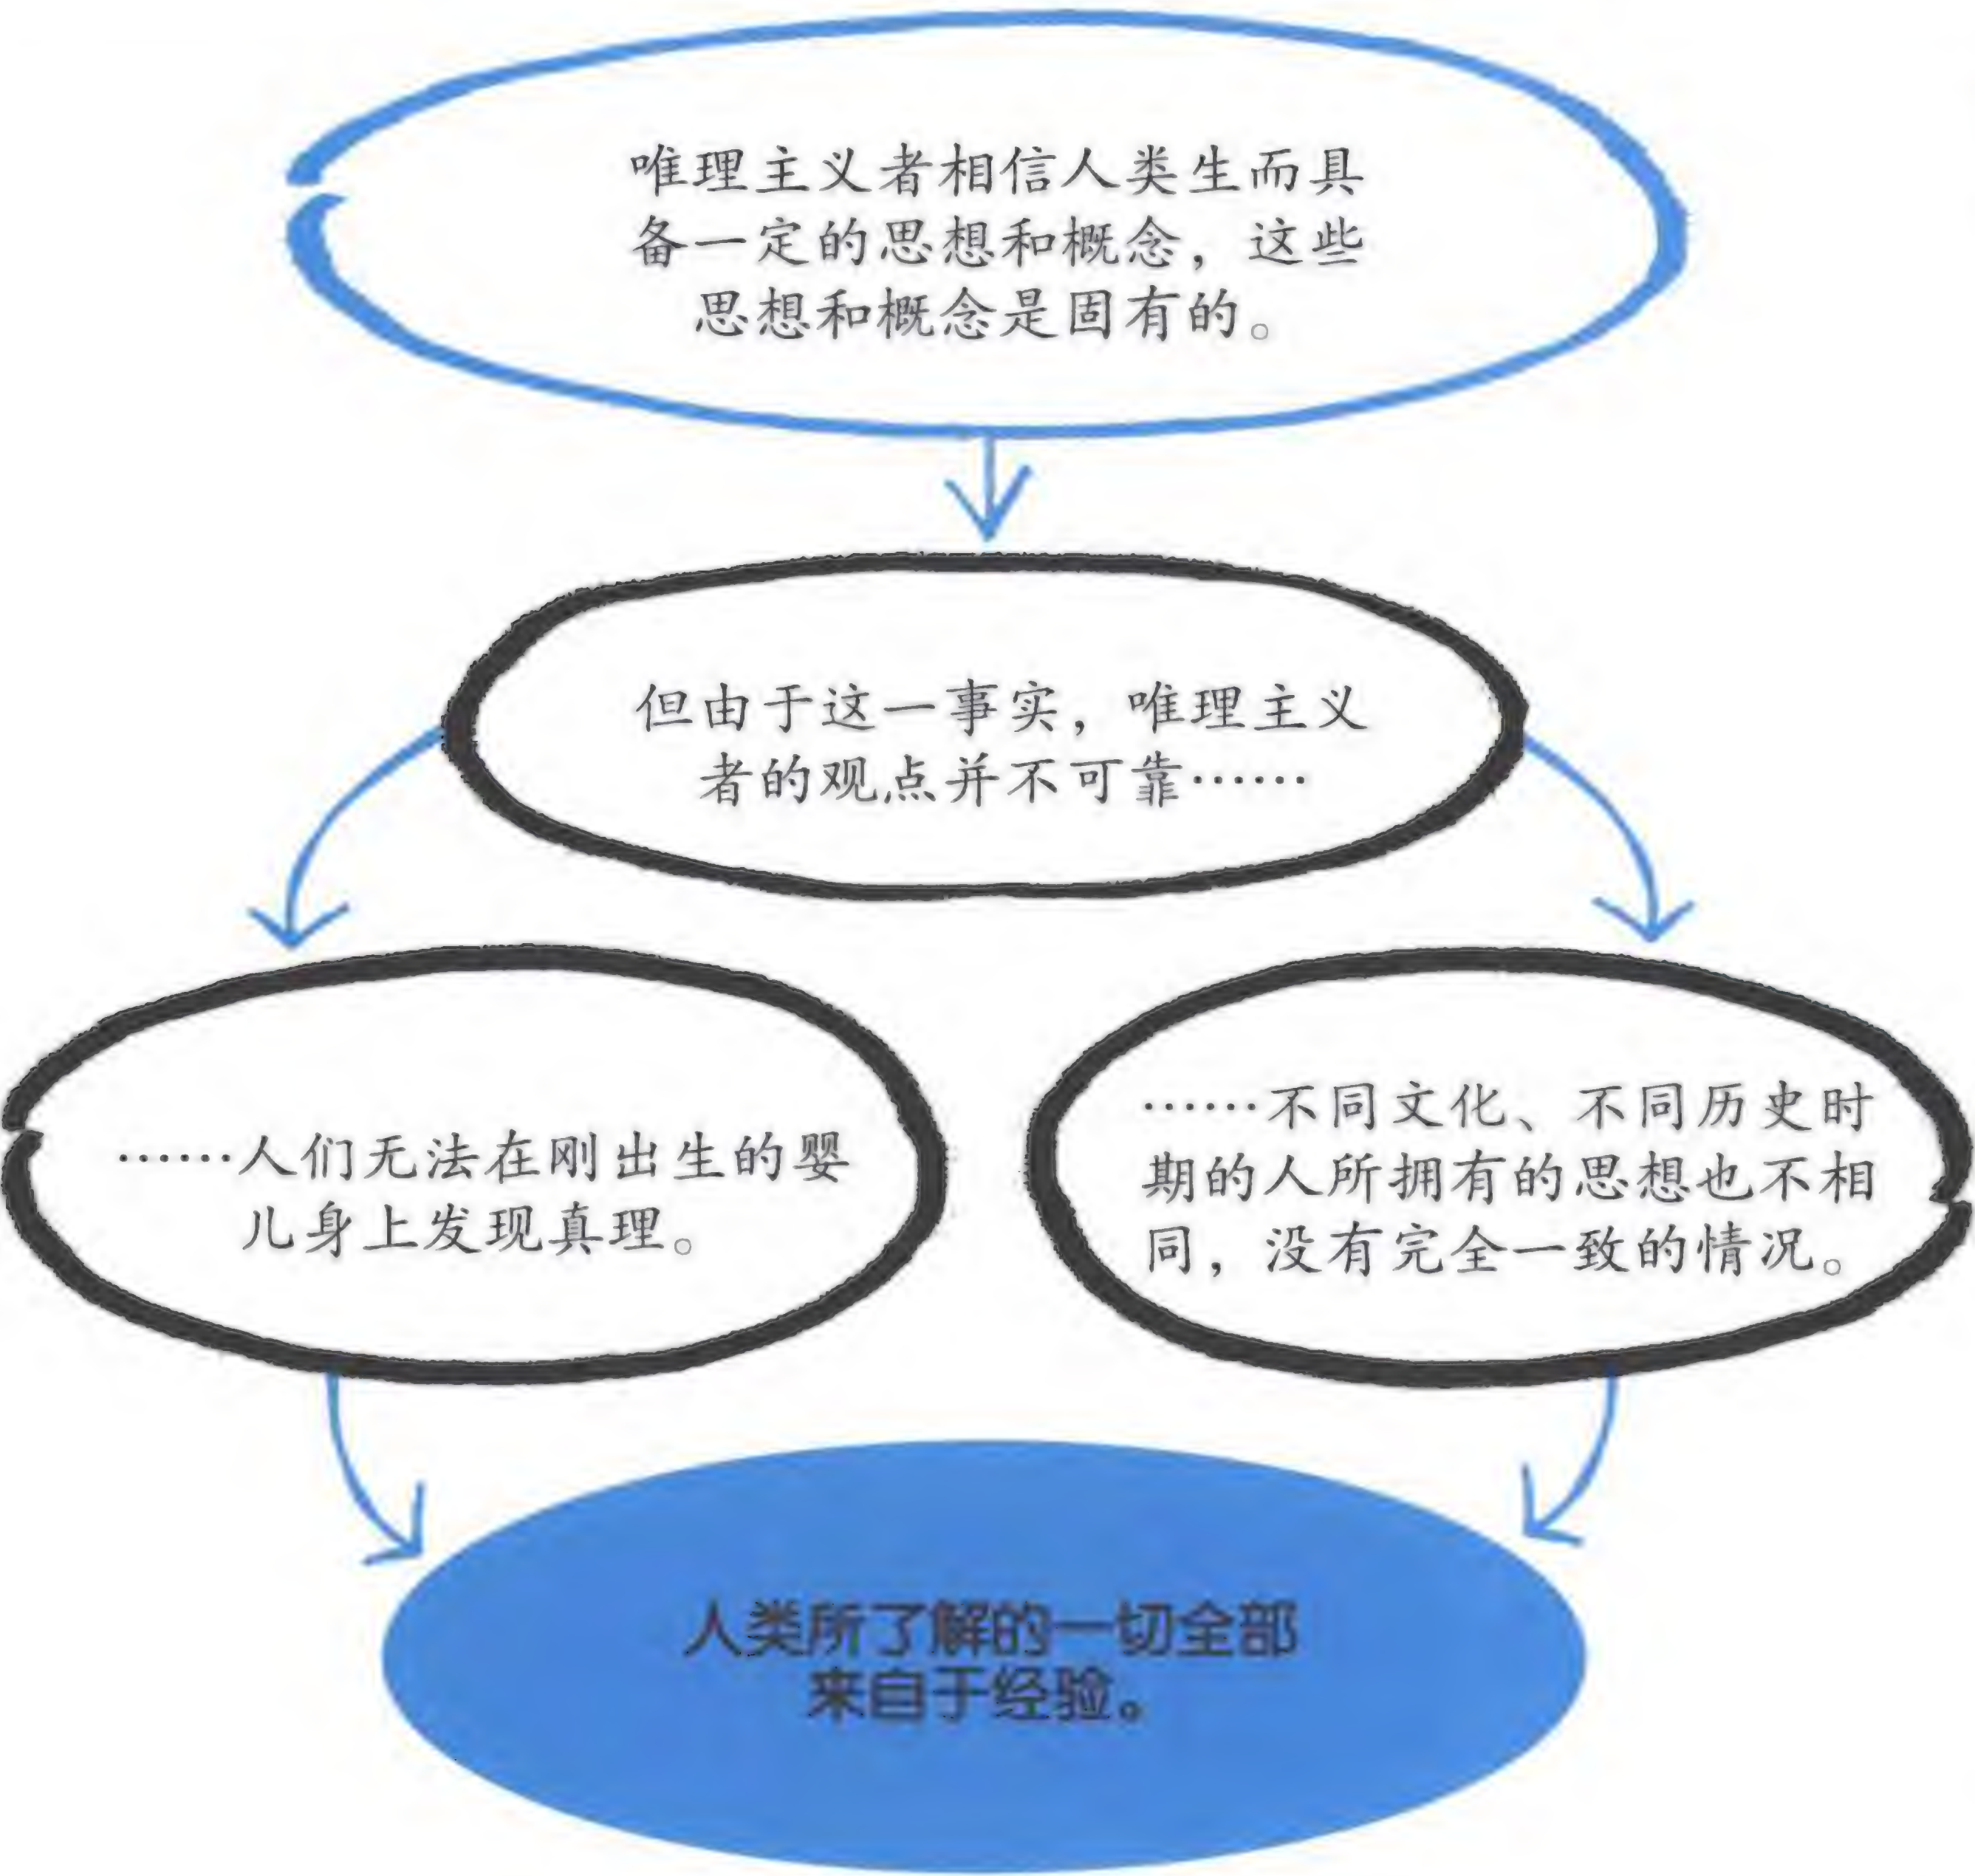 唯理主义者相信人类生而具
备一定的思想和概念，这些
思想和概念是固有的。
但由于这一事实，唯理主义
者的观点并不可靠……
……人们无法在刚出生的婴
儿身上发现真理。
……不同文化、不同历史时
期的人所拥有的思想也不相
同，没有完全一致的情况。
人类所了解的一切全部
来自于经验。